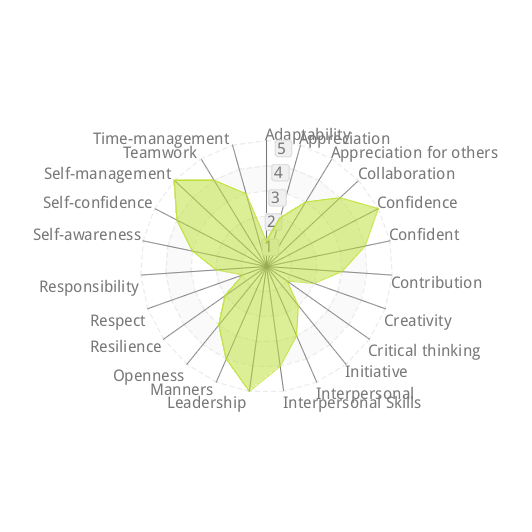 Adaptability
Appreciation
Appreciation for others
Collaboration
Confidence
Confident
Contribution
Creativity
Critical thinking
Initiative
Interpersonal
Interpersonal Skills
Leadership
Manners
Openness
Resilience
Respect
Responsibility
Self-awareness
Self-confidence
Self-management
Teamwork
Time-management
5
4
3
2
1